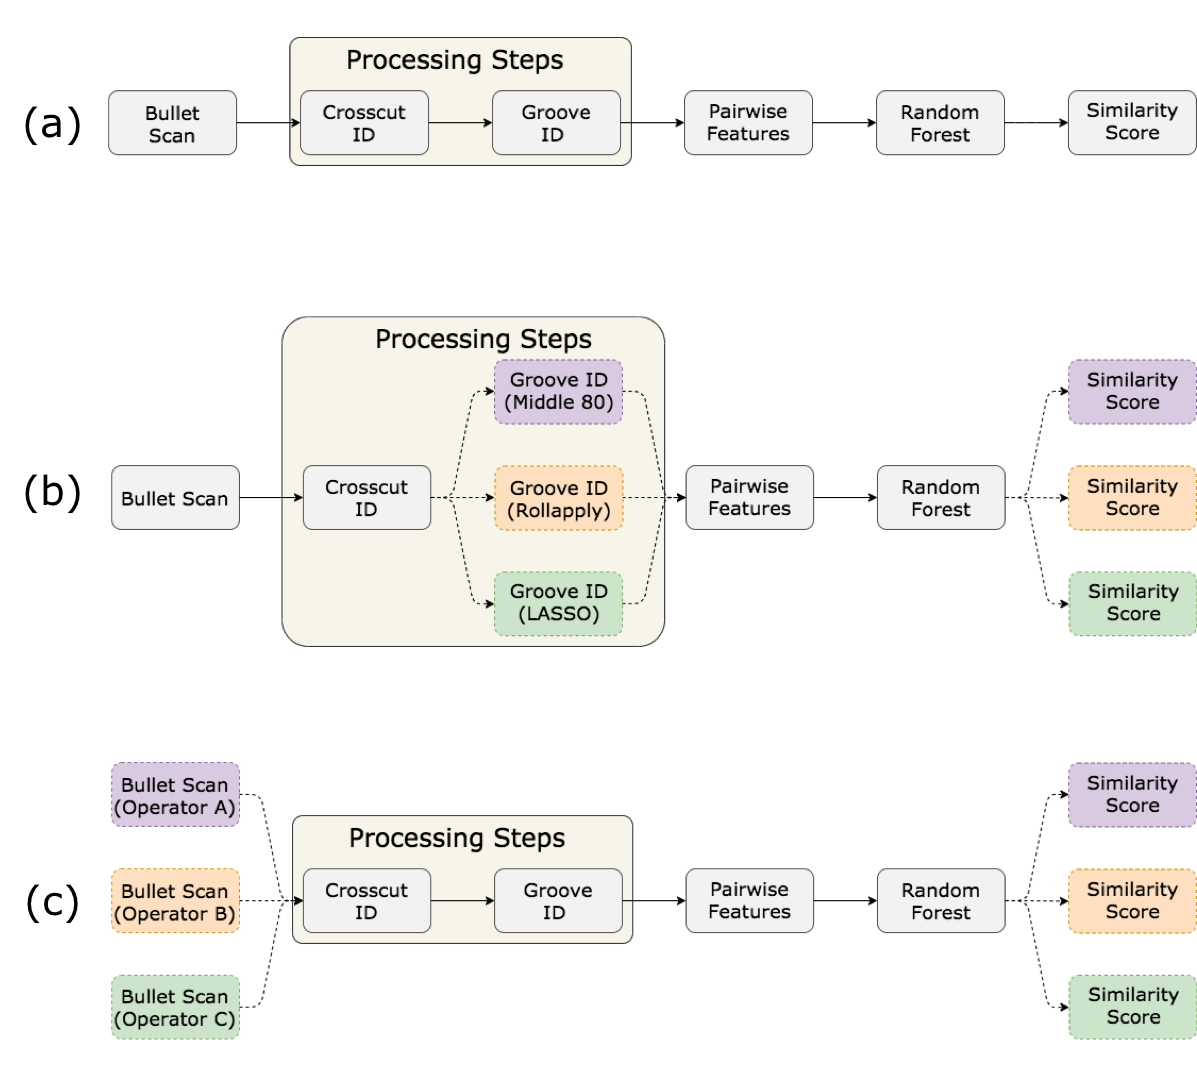 (a)
Processing Steps
Bullet
Scan
Crosscut
ID
Groove
ID
Pairwise
Features
Random
Forest
Similarity
Score
(b)
Processing Steps
Bullet Scan
Crosscut
ID
Groove ID
(Middle 80)
Groove ID
(Rollapply)
Groove ID
(LASSO)
Pairwise
Features
Random
Forest
Similarity
Score
Similarity
Score
Similarity
Score
(c)
Bullet Scan
(Operator A)
Bullet Scan
(Operator B)
Bullet Scan
(Operator C)
Processing Steps
Crosscut
ID
Groove
ID
Pairwise
Features
Random
Forest
Similarity
Score
Similarity
Score
Similarity
Score